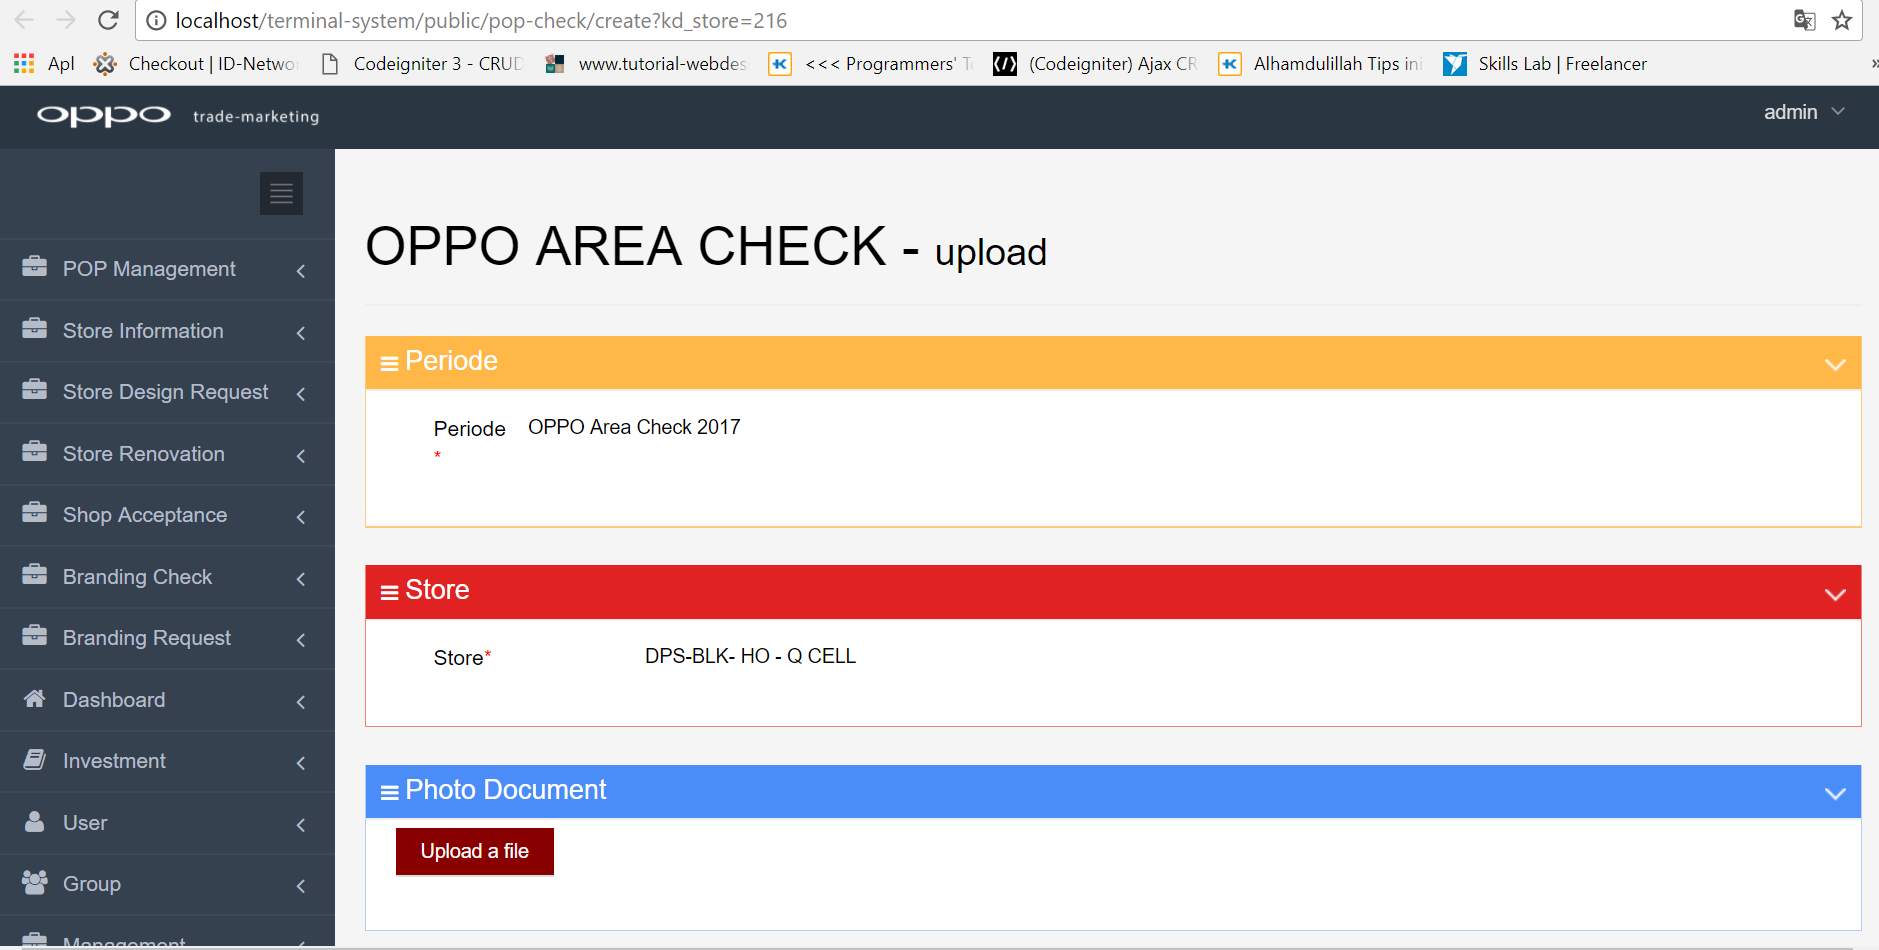 localhost/terminal-system/public/pop-check/create?kd_store=216
Apl Checkout | ID-Netwo Codeigniter 3 - CRUD www.tutorial-webdes <<< Programmers' T (Codeigniter) Ajax CR Alhamdulillah Tips ini Skills Lab | Freelancer »
oppo trade-marketing
admin
POP Management
Store Information
Store Design Request
Store Renovation
Shop Acceptance
Branding Check
Branding Request
Dashboard
Investment
User
Group
Management
OPPO AREA CHECK - upload
Periode
Periode OPPO Area Check 2017
*
Store
Store* DPS-BLK- HO - Q CELL
Photo Document
Upload a file